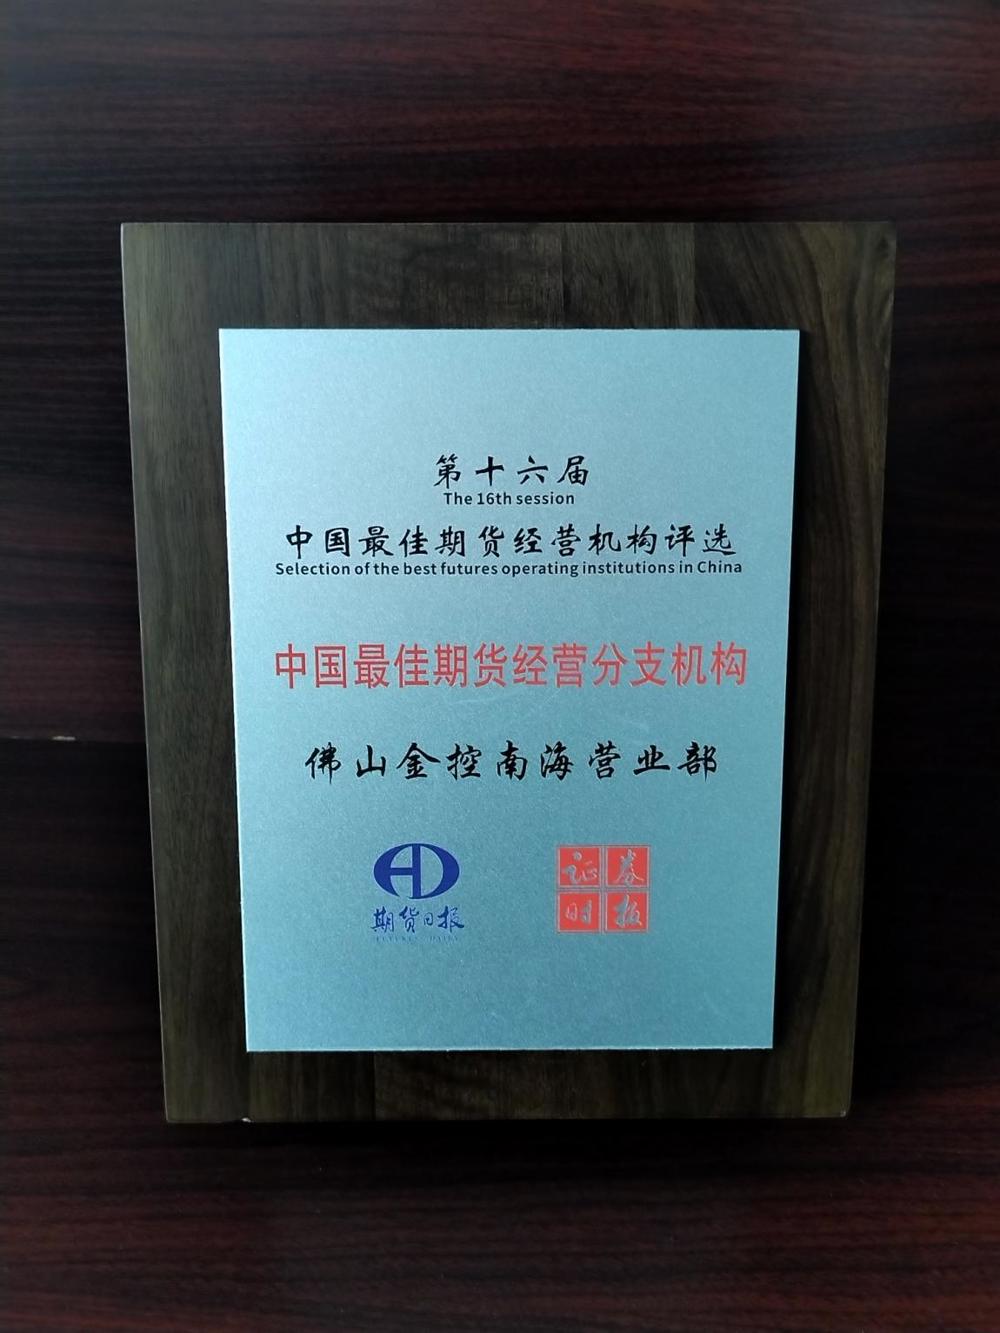 第十六届
The 16th session
中国最佳期货经营机构评选
Selection of the best futures operating institutions in China
中国最佳期货经营分支机构
佛山金控南海营业部
期货日报
FUTURES DAILY
证券
时报